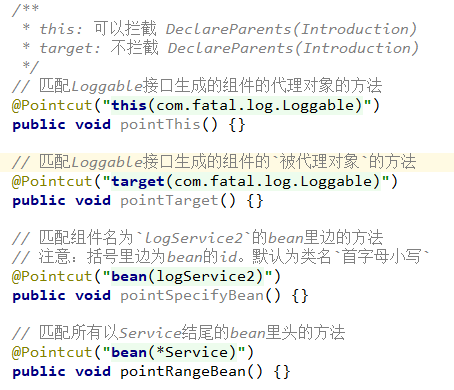 /**
 * this: 可以拦截 DeclareParents(Introduction)
 * target: 不拦截 DeclareParents(Introduction)
 */
// 匹配Loggable接口生成的组件的代理对象的方法
@Pointcut("this(com.fatal.log.Loggable)")
public void pointThis() {}
// 匹配Loggable接口生成的组件的`被代理对象`的方法
@Pointcut("target(com.fatal.log.Loggable)")
public void pointTarget() {}
// 匹配组件名为`logService2`的bean里边的方法
// 注意: 括号里边为bean的id。默认为类名`首字母小写`
@Pointcut("bean(logService2)")
public void pointSpecifyBean() {}
// 匹配所有以Service结尾的bean里头的方法
@Pointcut("bean(*Service)")
public void pointRangeBean() {}